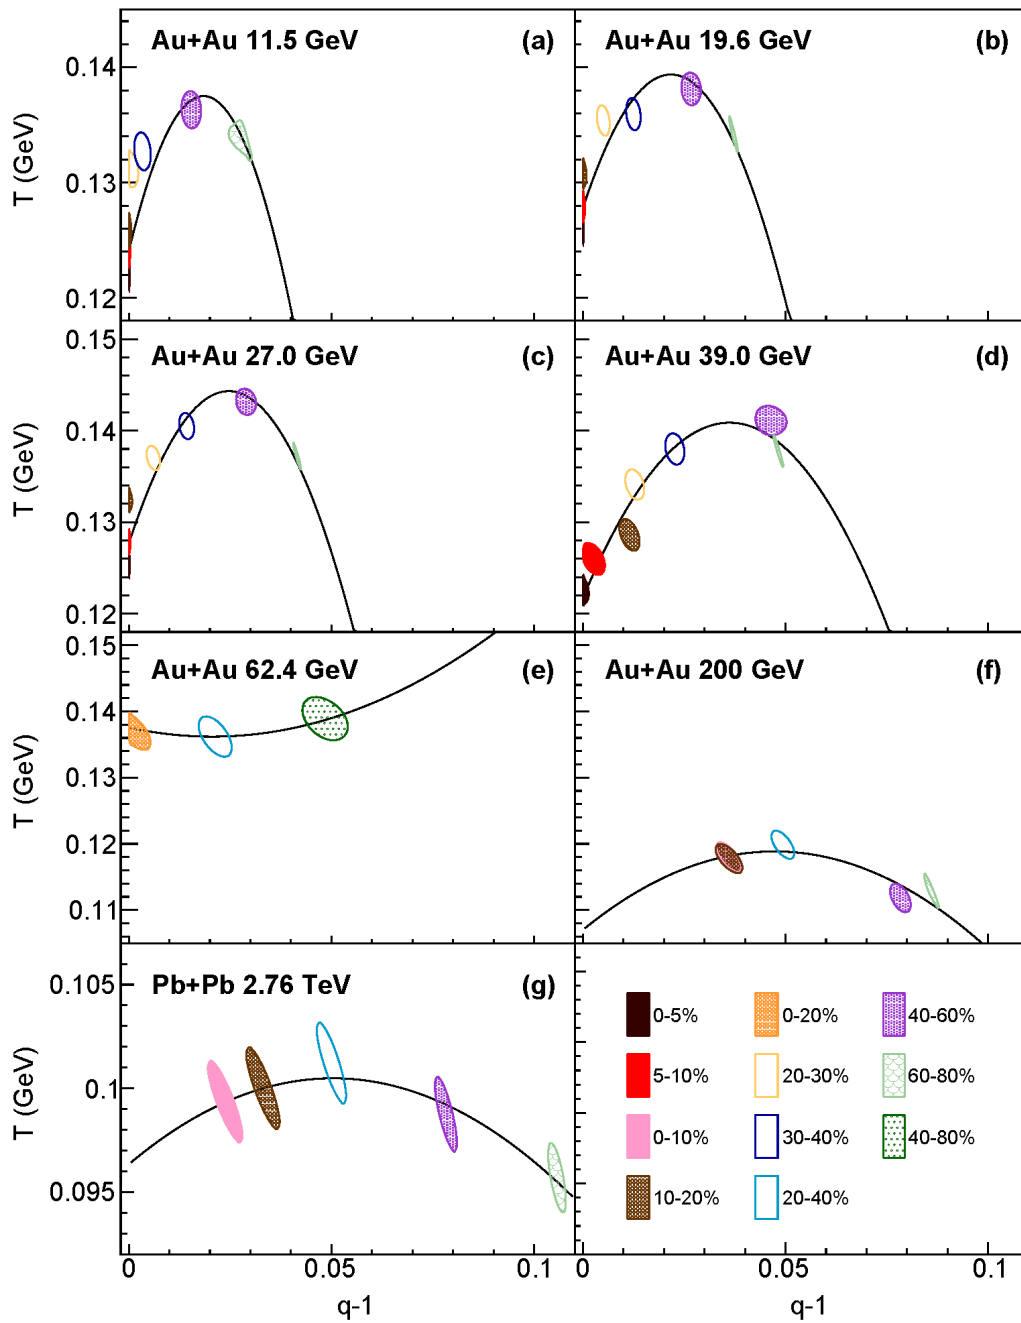 Au+Au 11.5 GeV (a)
Au+Au 19.6 GeV (b)
T (GeV)
0.14
0.13
0.12
Au+Au 27.0 GeV (c)
Au+Au 39.0 GeV (d)
T (GeV)
0.15
0.14
0.13
0.12
Au+Au 62.4 GeV (e)
Au+Au 200 GeV (f)
T (GeV)
0.15
0.14
0.13
0.12
0.11
Pb+Pb 2.76 TeV (g)
T (GeV)
0.105
0.1
0.095
0-5%
5-10%
0-10%
10-20%
0-20%
20-30%
30-40%
20-40%
40-60%
60-80%
40-80%
0 0.05 0.1
0 0.05 0.1
q-1
q-1